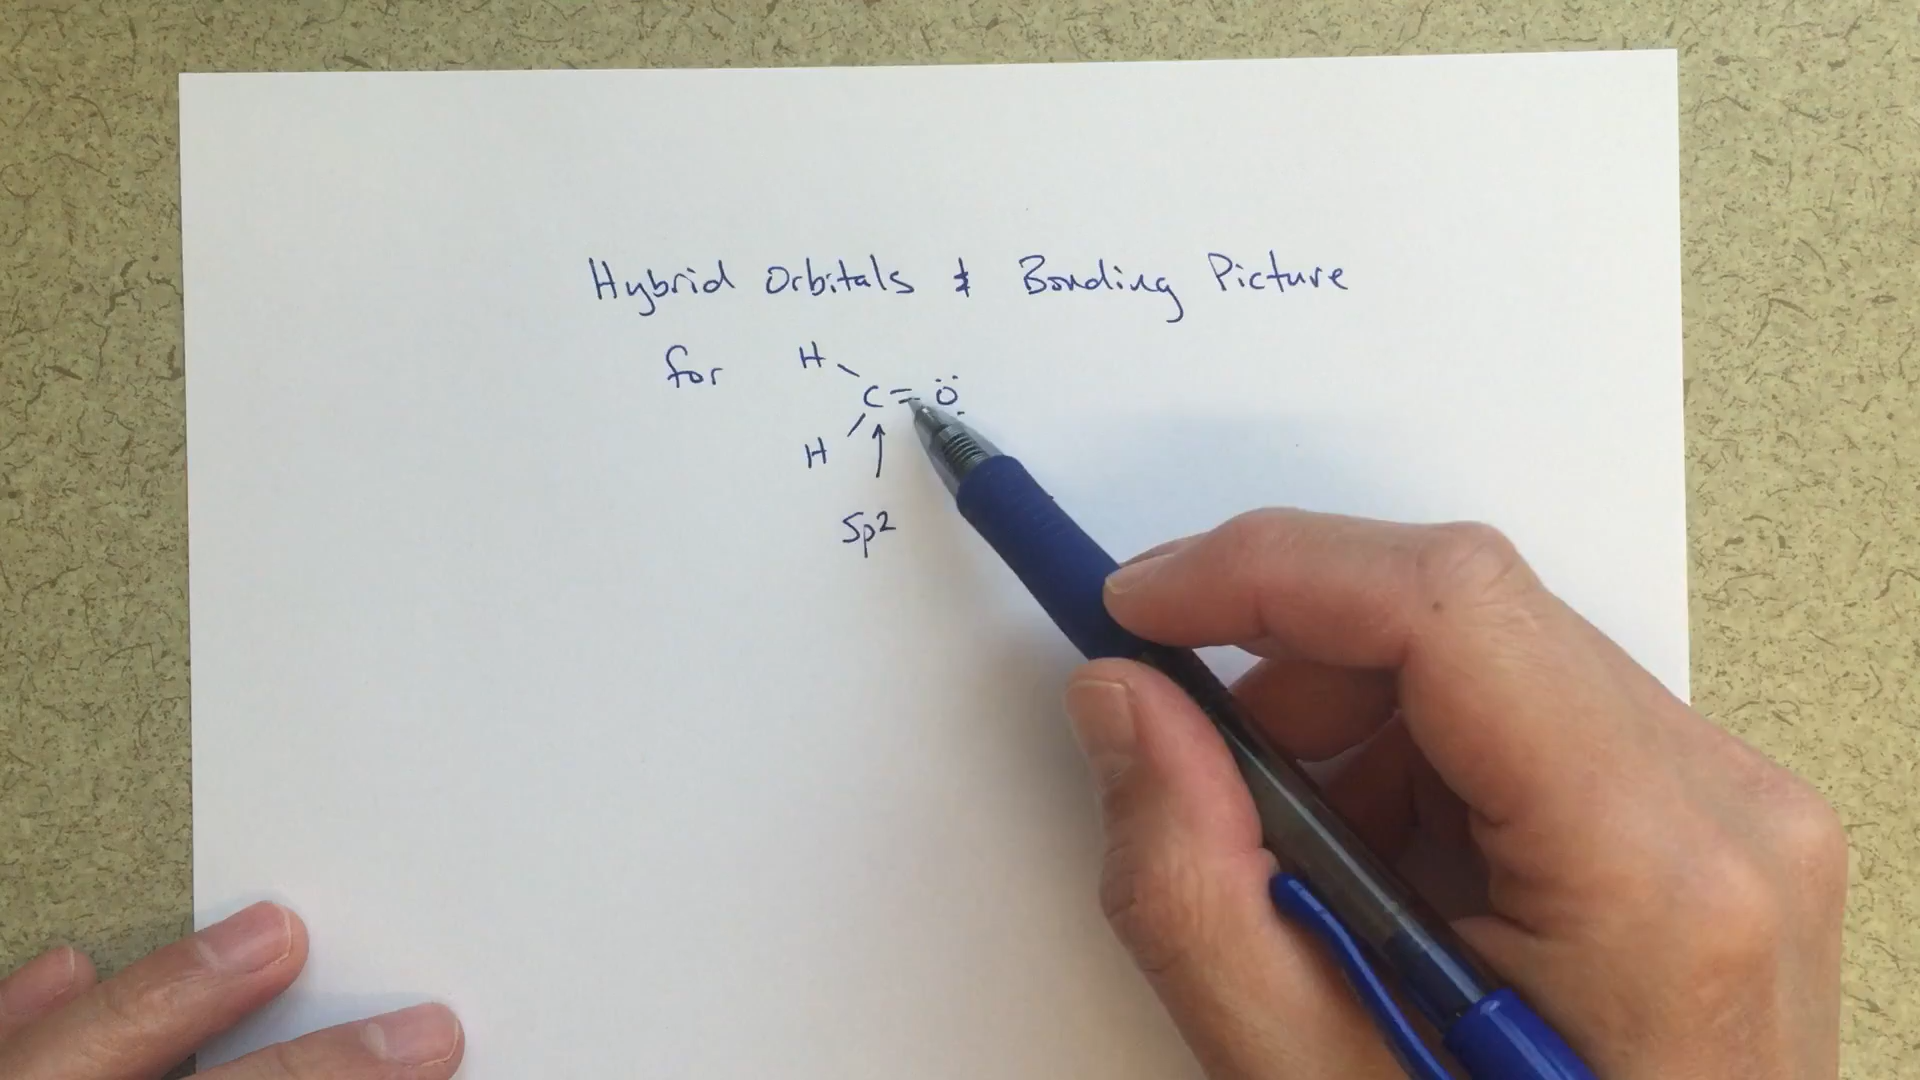 Hybrid Orbitals & Bonding Picture
for
H
C = Ö
H
Sp2